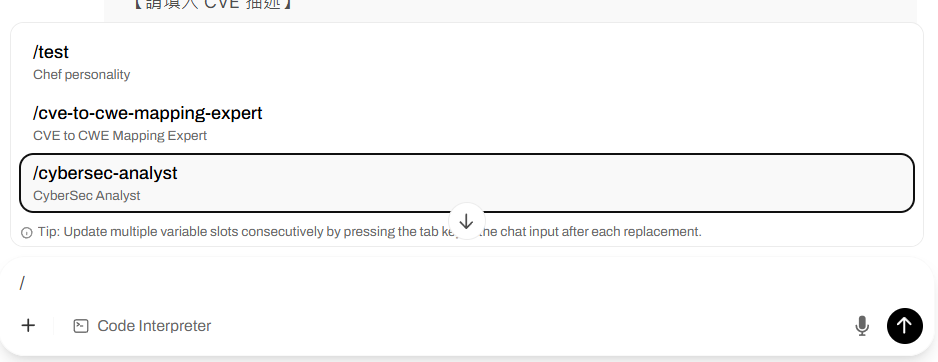 【請填入 CVE 描述】
/test
Chef personality
/cve-to-cwe-mapping-expert
CVE to CWE Mapping Expert
/cybersec-analyst
CyberSec Analyst
Tip: Update multiple variable slots consecutively by pressing the tab the chat input after each replacement.
/
Code Interpreter